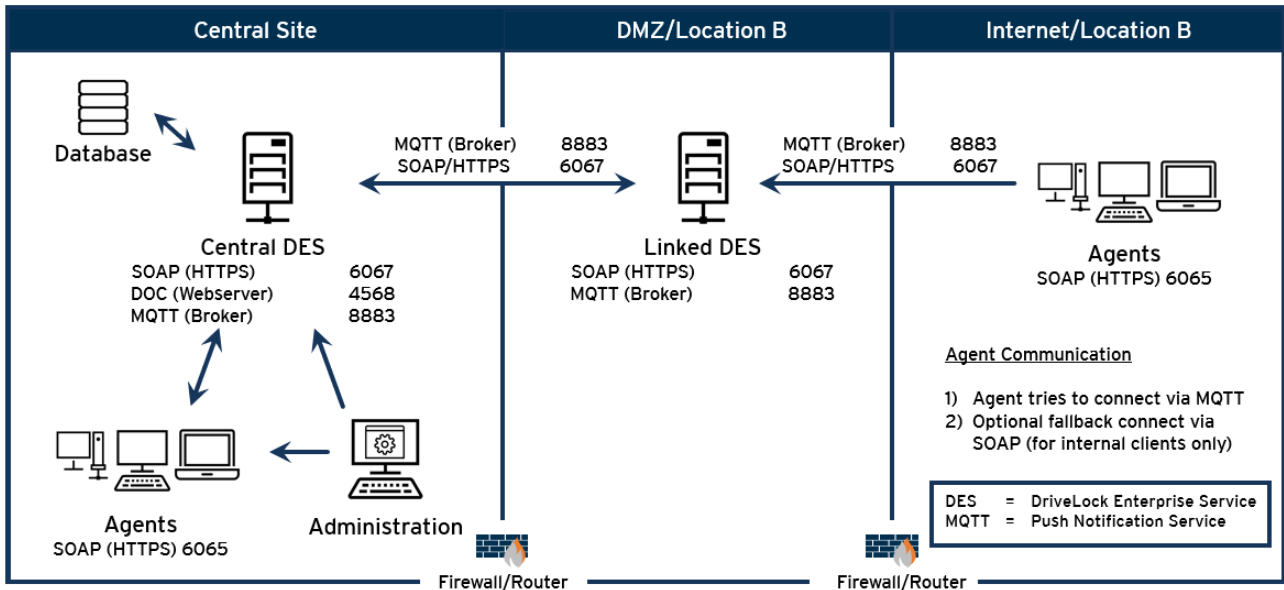 Central Site
DMZ/Location B
Internet/Location B
Database
MQTT (Broker) 8883
SOAP/HTTPS 6067
MQTT (Broker) 8883
SOAP/HTTPS 6067
Central DES
SOAP (HTTPS) 6067
DOC (Webserver) 4568
MQTT (Broker) 8883
Linked DES
SOAP (HTTPS) 6067
MQTT (Broker) 8883
Agents
SOAP (HTTPS) 6065
Agent Communication
1) Agent tries to connect via MQTT
2) Optional fallback connect via
SOAP (for internal clients only)
DES = DriveLock Enterprise Service
MQTT = Push Notification Service
Agents
SOAP (HTTPS) 6065
Administration
Firewall/Router
Firewall/Router